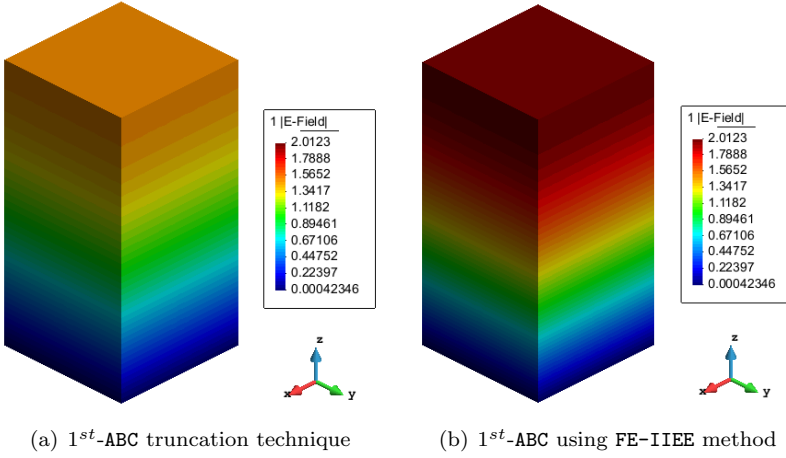 1 |E-Field|
2.0123
1.7888
1.5652
1.3417
1.1182
0.89461
0.67106
0.44752
0.22397
0.00042346
z
x
y
(a) 1st-ABC truncation technique
1 |E-Field|
2.0123
1.7888
1.5652
1.3417
1.1182
0.89461
0.67106
0.44752
0.22397
0.00042346
z
x
y
(b) 1st-ABC using FE-IIEE method